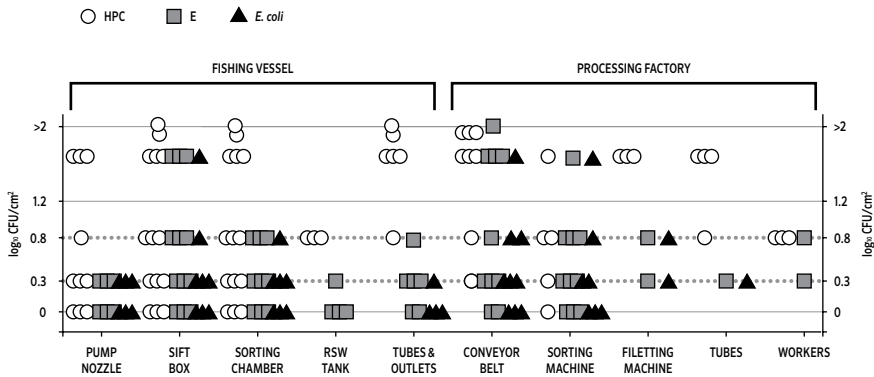 HPC E E. coli
FISHING VESSEL PROCESSING FACTORY
>2 >2
1.2 1.2
0.8 0.8
0.3 0.3
0 0
log₁₀ CFU/cm²
log₁₀ CFU/cm²
PUMP NOZZLE
SIFT BOX
SORTING CHAMBER
RSW TANK
TUBES & OUTLETS
CONVEYOR BELT
SORTING MACHINE
FILETTING MACHINE
TUBES
WORKERS